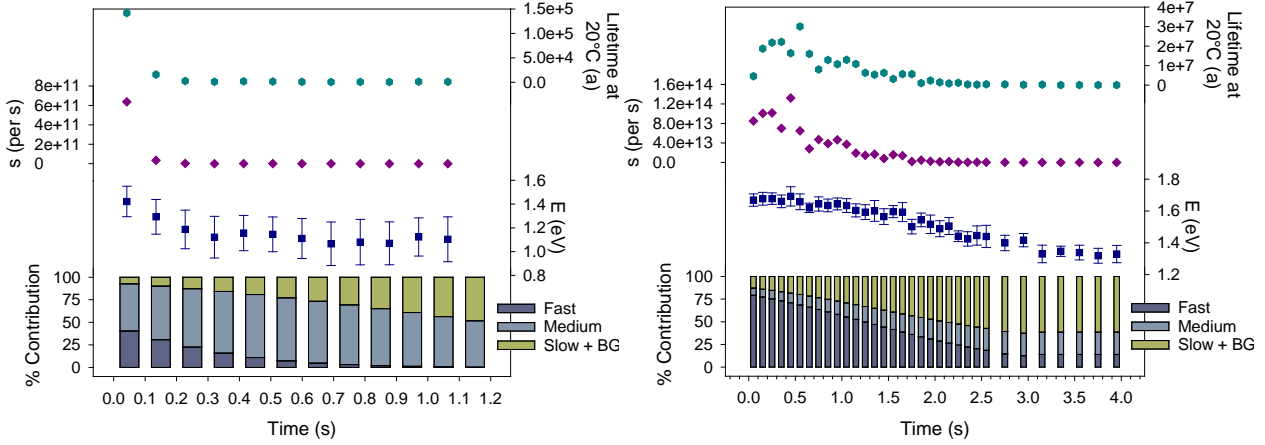 1.5e+5
1.0e+5
5.0e+4
0.0
Lifetime at
20°C (a)
8e+11
6e+11
4e+11
2e+11
0
s (per s)
1.6
1.4
1.2
1.0
0.8
E (eV)
100
75
50
25
0
% Contribution
Fast
Medium
Slow + BG
0.0 0.1 0.2 0.3 0.4 0.5 0.6 0.7 0.8 0.9 1.0 1.1 1.2
Time (s)
4e+7
3e+7
2e+7
1e+7
0
Lifetime at
20°C (a)
1.6e+14
1.2e+14
8.0e+13
4.0e+13
0.0
s (per s)
1.8
1.6
1.4
1.2
E (eV)
100
75
50
25
0
% Contribution
Fast
Medium
Slow + BG
0.0 0.5 1.0 1.5 2.0 2.5 3.0 3.5 4.0
Time (s)